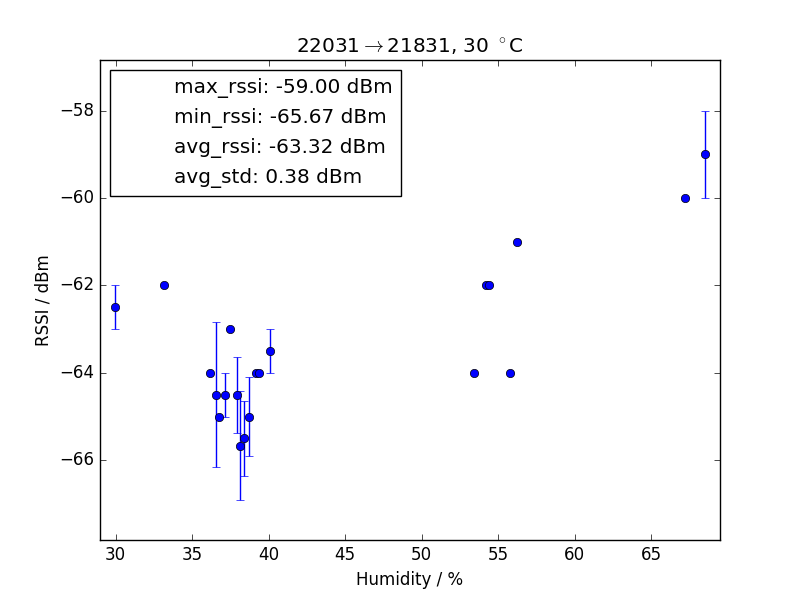 22031→21831, 30 °C
max_rssi: -59.00 dBm
min_rssi: -65.67 dBm
avg_rssi: -63.32 dBm
avg_std: 0.38 dBm
RSSI / dBm
−58
−60
−62
−64
−66
30 35 40 45 50 55 60 65
Humidity / %